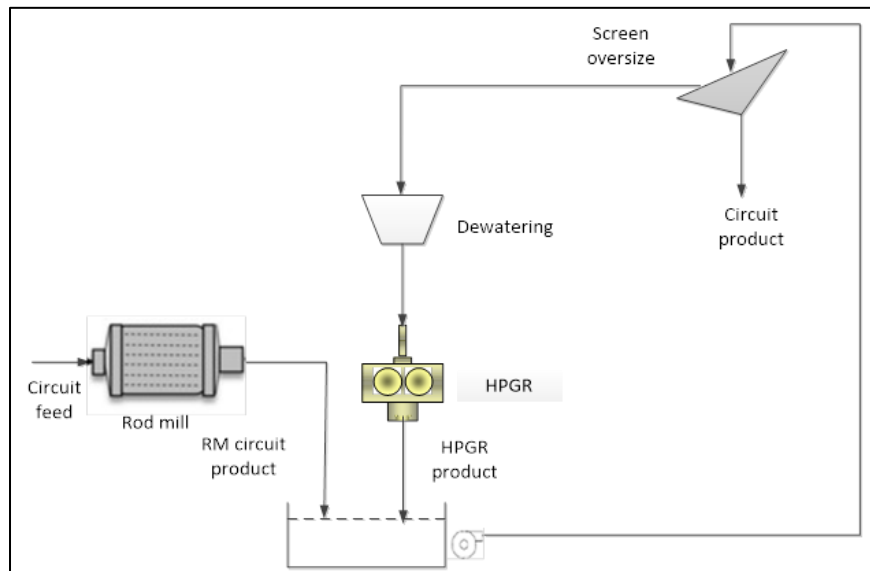 Screen
oversize
Circuit
product
Dewatering
HPGR
Circuit
feed
Rod mill
RM circuit
product
HPGR
product